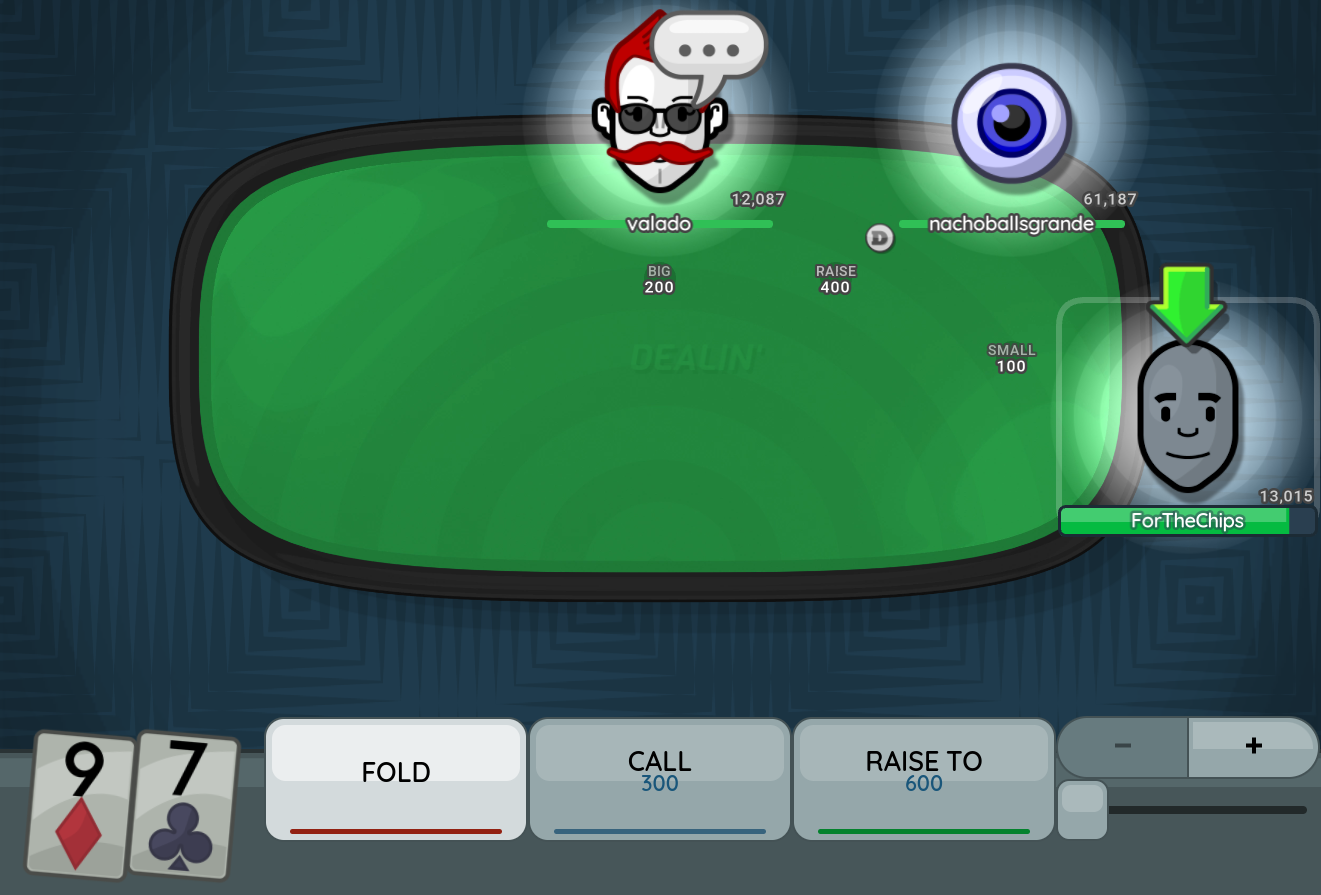 12,087
valado
61,187
nachoballsgrande
D
BIG
200
RAISE
400
SMALL
100
DEALIN'
13,015
ForTheChips
9
7
FOLD
CALL
300
RAISE TO
600
−
+